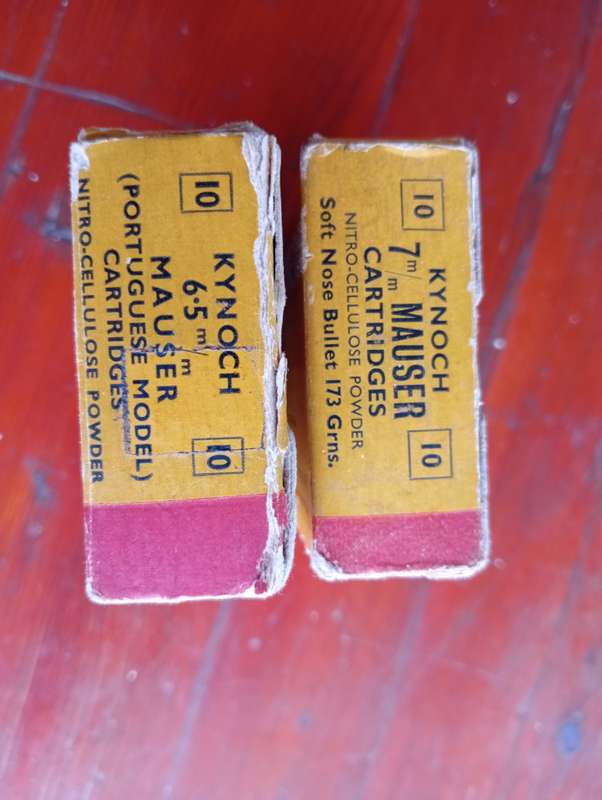 10
10
KYNOCH
6·5 m/m
MAUSER
(PORTUGUESE MODEL)
CARTRIDGES
NITRO-CELLULOSE POWDER
10
10
KYNOCH
7 m/m MAUSER
CARTRIDGES
NITRO-CELLULOSE POWDER
Soft Nose Bullet 173 Grns.